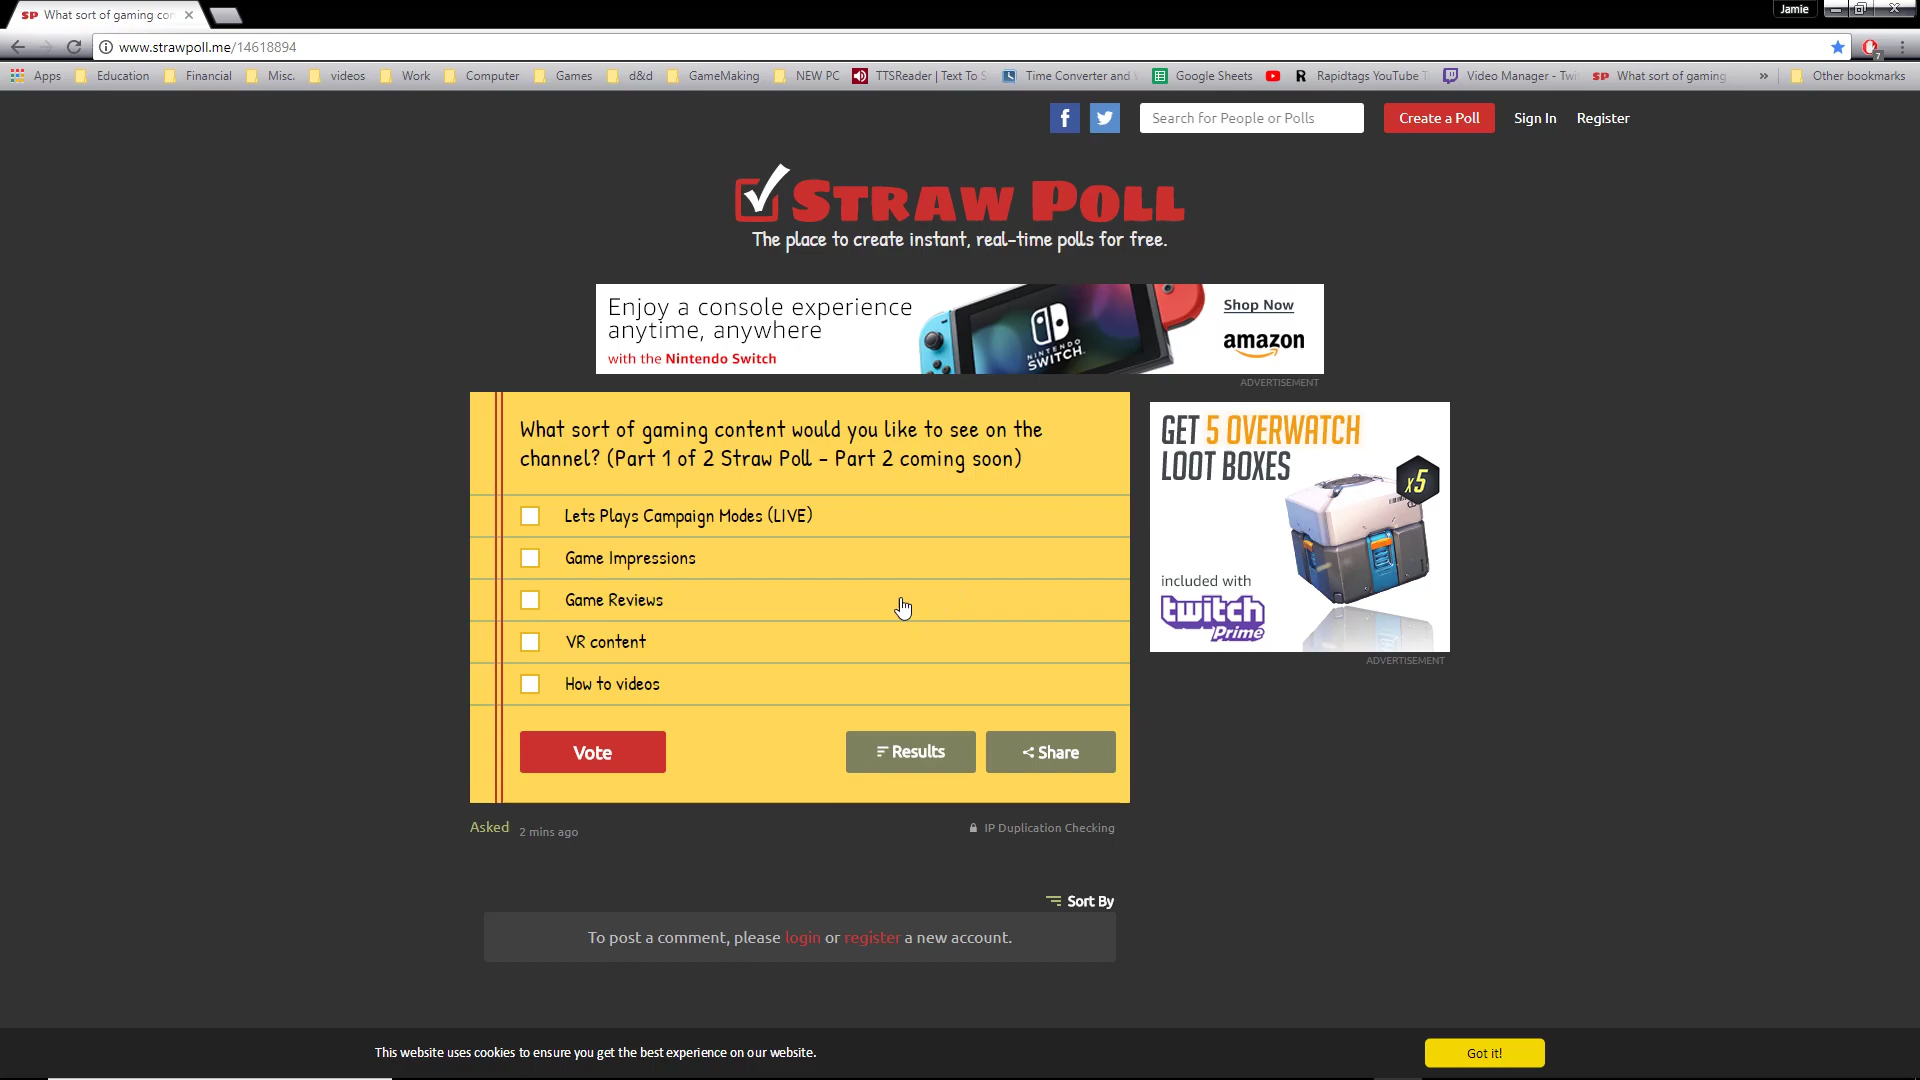 SP What sort of gaming con
Jamie
www.strawpoll.me/14618894
7
Apps Education Financial Misc. videos Work Computer Games d&d GameMaking NEW PC TTSReader | Text To S Time Converter and Google Sheets R Rapidtags YouTube T Video Manager - Twi SP What sort of gaming » Other bookmarks
f Search for People or Polls Create a Poll Sign In Register
STRAW POLL
The place to create instant, real-time polls for free.
Enjoy a console experience
anytime, anywhere
with the Nintendo Switch
NINTENDO
SWITCH
Shop Now
amazon
ADVERTISEMENT
What sort of gaming content would you like to see on the
channel? (Part 1 of 2 Straw Poll - Part 2 coming soon)
Lets Plays Campaign Modes (LIVE)
Game Impressions
Game Reviews
VR content
How to videos
Vote Results Share
GET 5 OVERWATCH
LOOT BOXES
x5
included with
twitch
Prime
ADVERTISEMENT
Asked 2 mins ago IP Duplication Checking
Sort By
To post a comment, please login or register a new account.
This website uses cookies to ensure you get the best experience on our website. Got it!